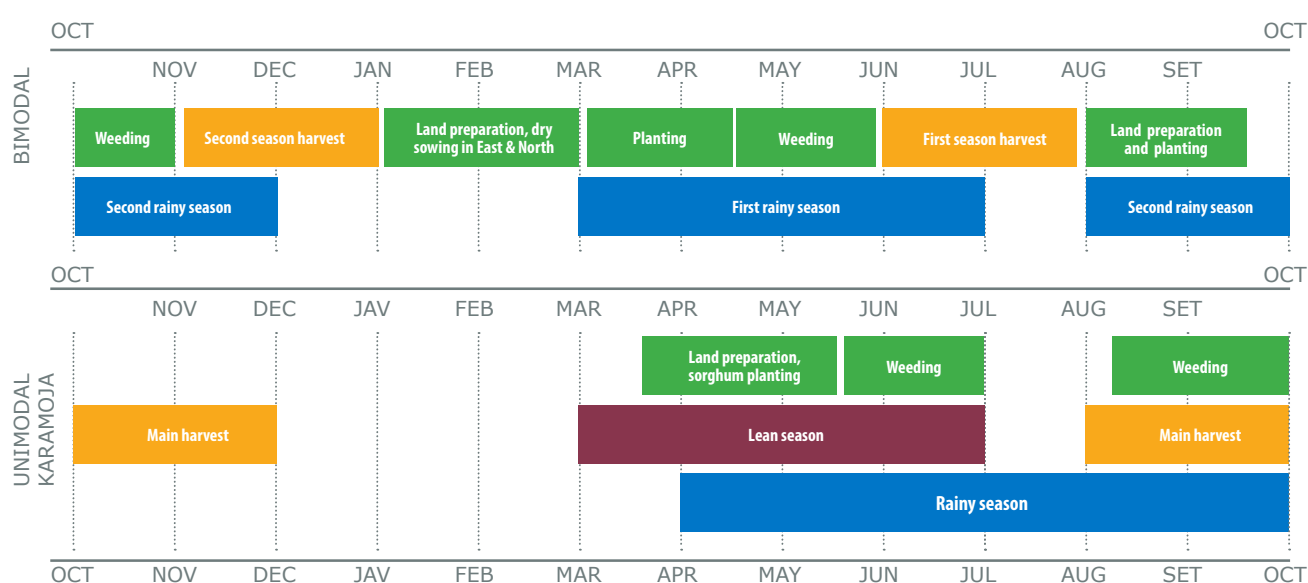 OCT OCT
NOV DEC JAN FEB MAR APR MAY JUN JUL AUG SET
BIMODAL
Weeding
Second season harvest
Land preparation, dry
sowing in East & North
Planting
Weeding
First season harvest
Land preparation
and planting
Second rainy season
First rainy season
Second rainy season
OCT OCT
NOV DEC JAV FEB MAR APR MAY JUN JUL AUG SET
UNIMODAL
KARAMOJA
Land preparation,
sorghum planting
Weeding
Weeding
Main harvest
Lean season
Main harvest
Rainy season
OCT NOV DEC JAV FEB MAR APR MAY JUN JUL AUG SET OCT